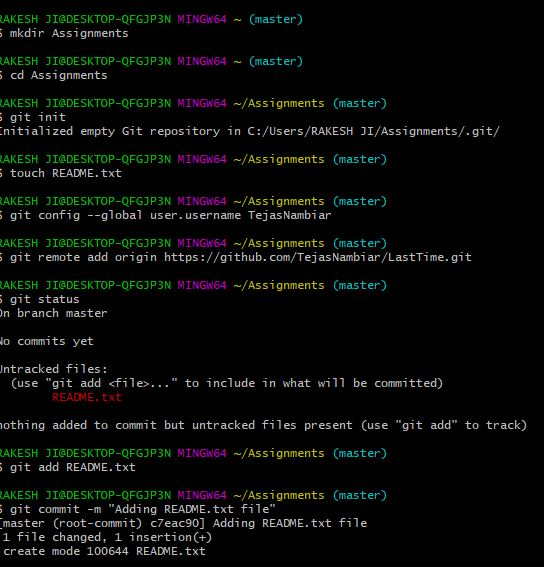 RAKESH JI@DESKTOP-QFGJP3N MINGW64 ~ (master)
$ mkdir Assignments
RAKESH JI@DESKTOP-QFGJP3N MINGW64 ~ (master)
$ cd Assignments
RAKESH JI@DESKTOP-QFGJP3N MINGW64 ~/Assignments (master)
$ git init
Initialized empty Git repository in C:/Users/RAKESH JI/Assignments/.git/
RAKESH JI@DESKTOP-QFGJP3N MINGW64 ~/Assignments (master)
$ touch README.txt
RAKESH JI@DESKTOP-QFGJP3N MINGW64 ~/Assignments (master)
$ git config --global user.username TejasNambiar
RAKESH JI@DESKTOP-QFGJP3N MINGW64 ~/Assignments (master)
$ git remote add origin https://github.com/TejasNambiar/LastTime.git
RAKESH JI@DESKTOP-QFGJP3N MINGW64 ~/Assignments (master)
$ git status
On branch master
No commits yet
Untracked files:
(use "git add <file>..." to include in what will be committed)
README.txt
nothing added to commit but untracked files present (use "git add" to track)
RAKESH JI@DESKTOP-QFGJP3N MINGW64 ~/Assignments (master)
$ git add README.txt
RAKESH JI@DESKTOP-QFGJP3N MINGW64 ~/Assignments (master)
$ git commit -m "Adding README.txt file"
[master (root-commit) c7eac90] Adding README.txt file
1 file changed, 1 insertion(+)
create mode 100644 README.txt